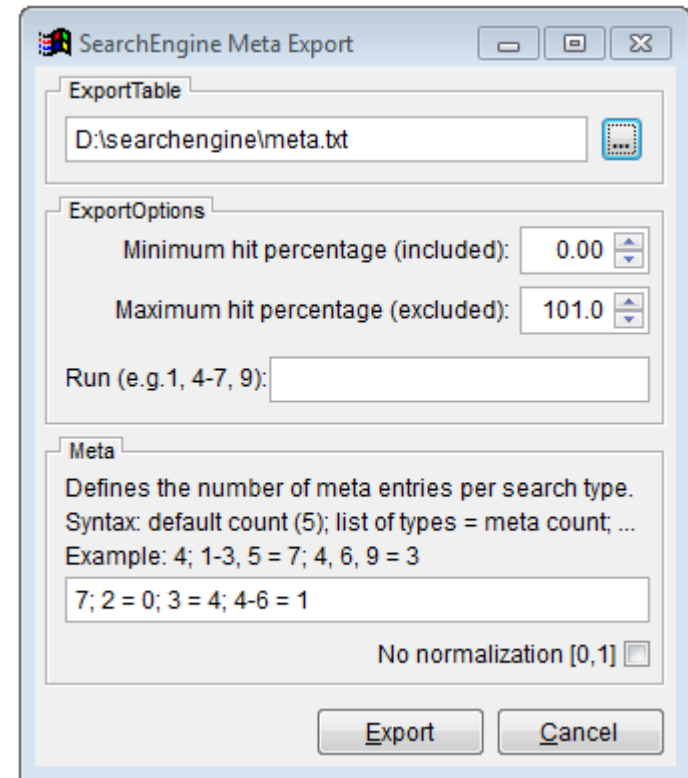 SearchEngine Meta Export
ExportTable
D:\searchengine\meta.txt
...
ExportOptions
Minimum hit percentage (included): 0.00
Maximum hit percentage (excluded): 101.0
Run (e.g.1, 4-7, 9):
Meta
Defines the number of meta entries per search type.
Syntax: default count (5); list of types = meta count; ...
Example: 4; 1-3, 5 = 7; 4, 6, 9 = 3
7; 2 = 0; 3 = 4; 4-6 = 1
No normalization [0,1]
Export Cancel